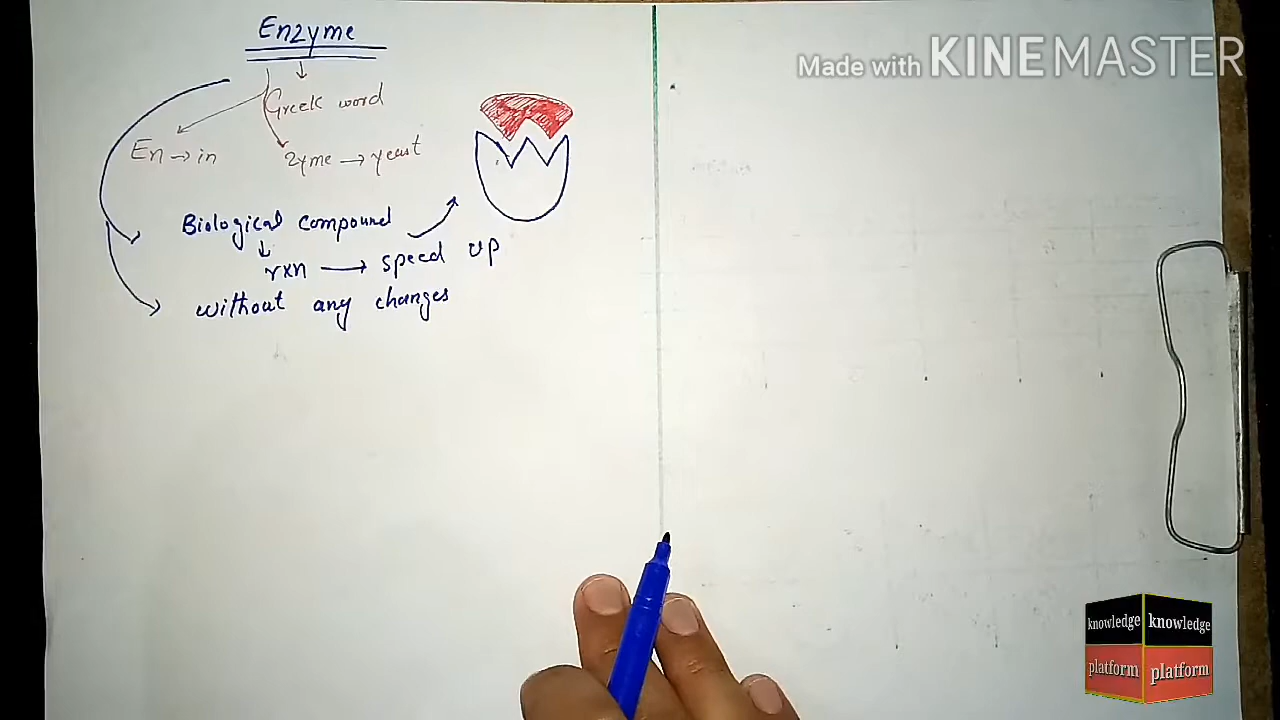 Enzyme
Greek word
En → in
zyme → yeast
Biological compound
rxn → speed up
without any changes
Made with KINEMASTER
knowledge knowledge
platform platform